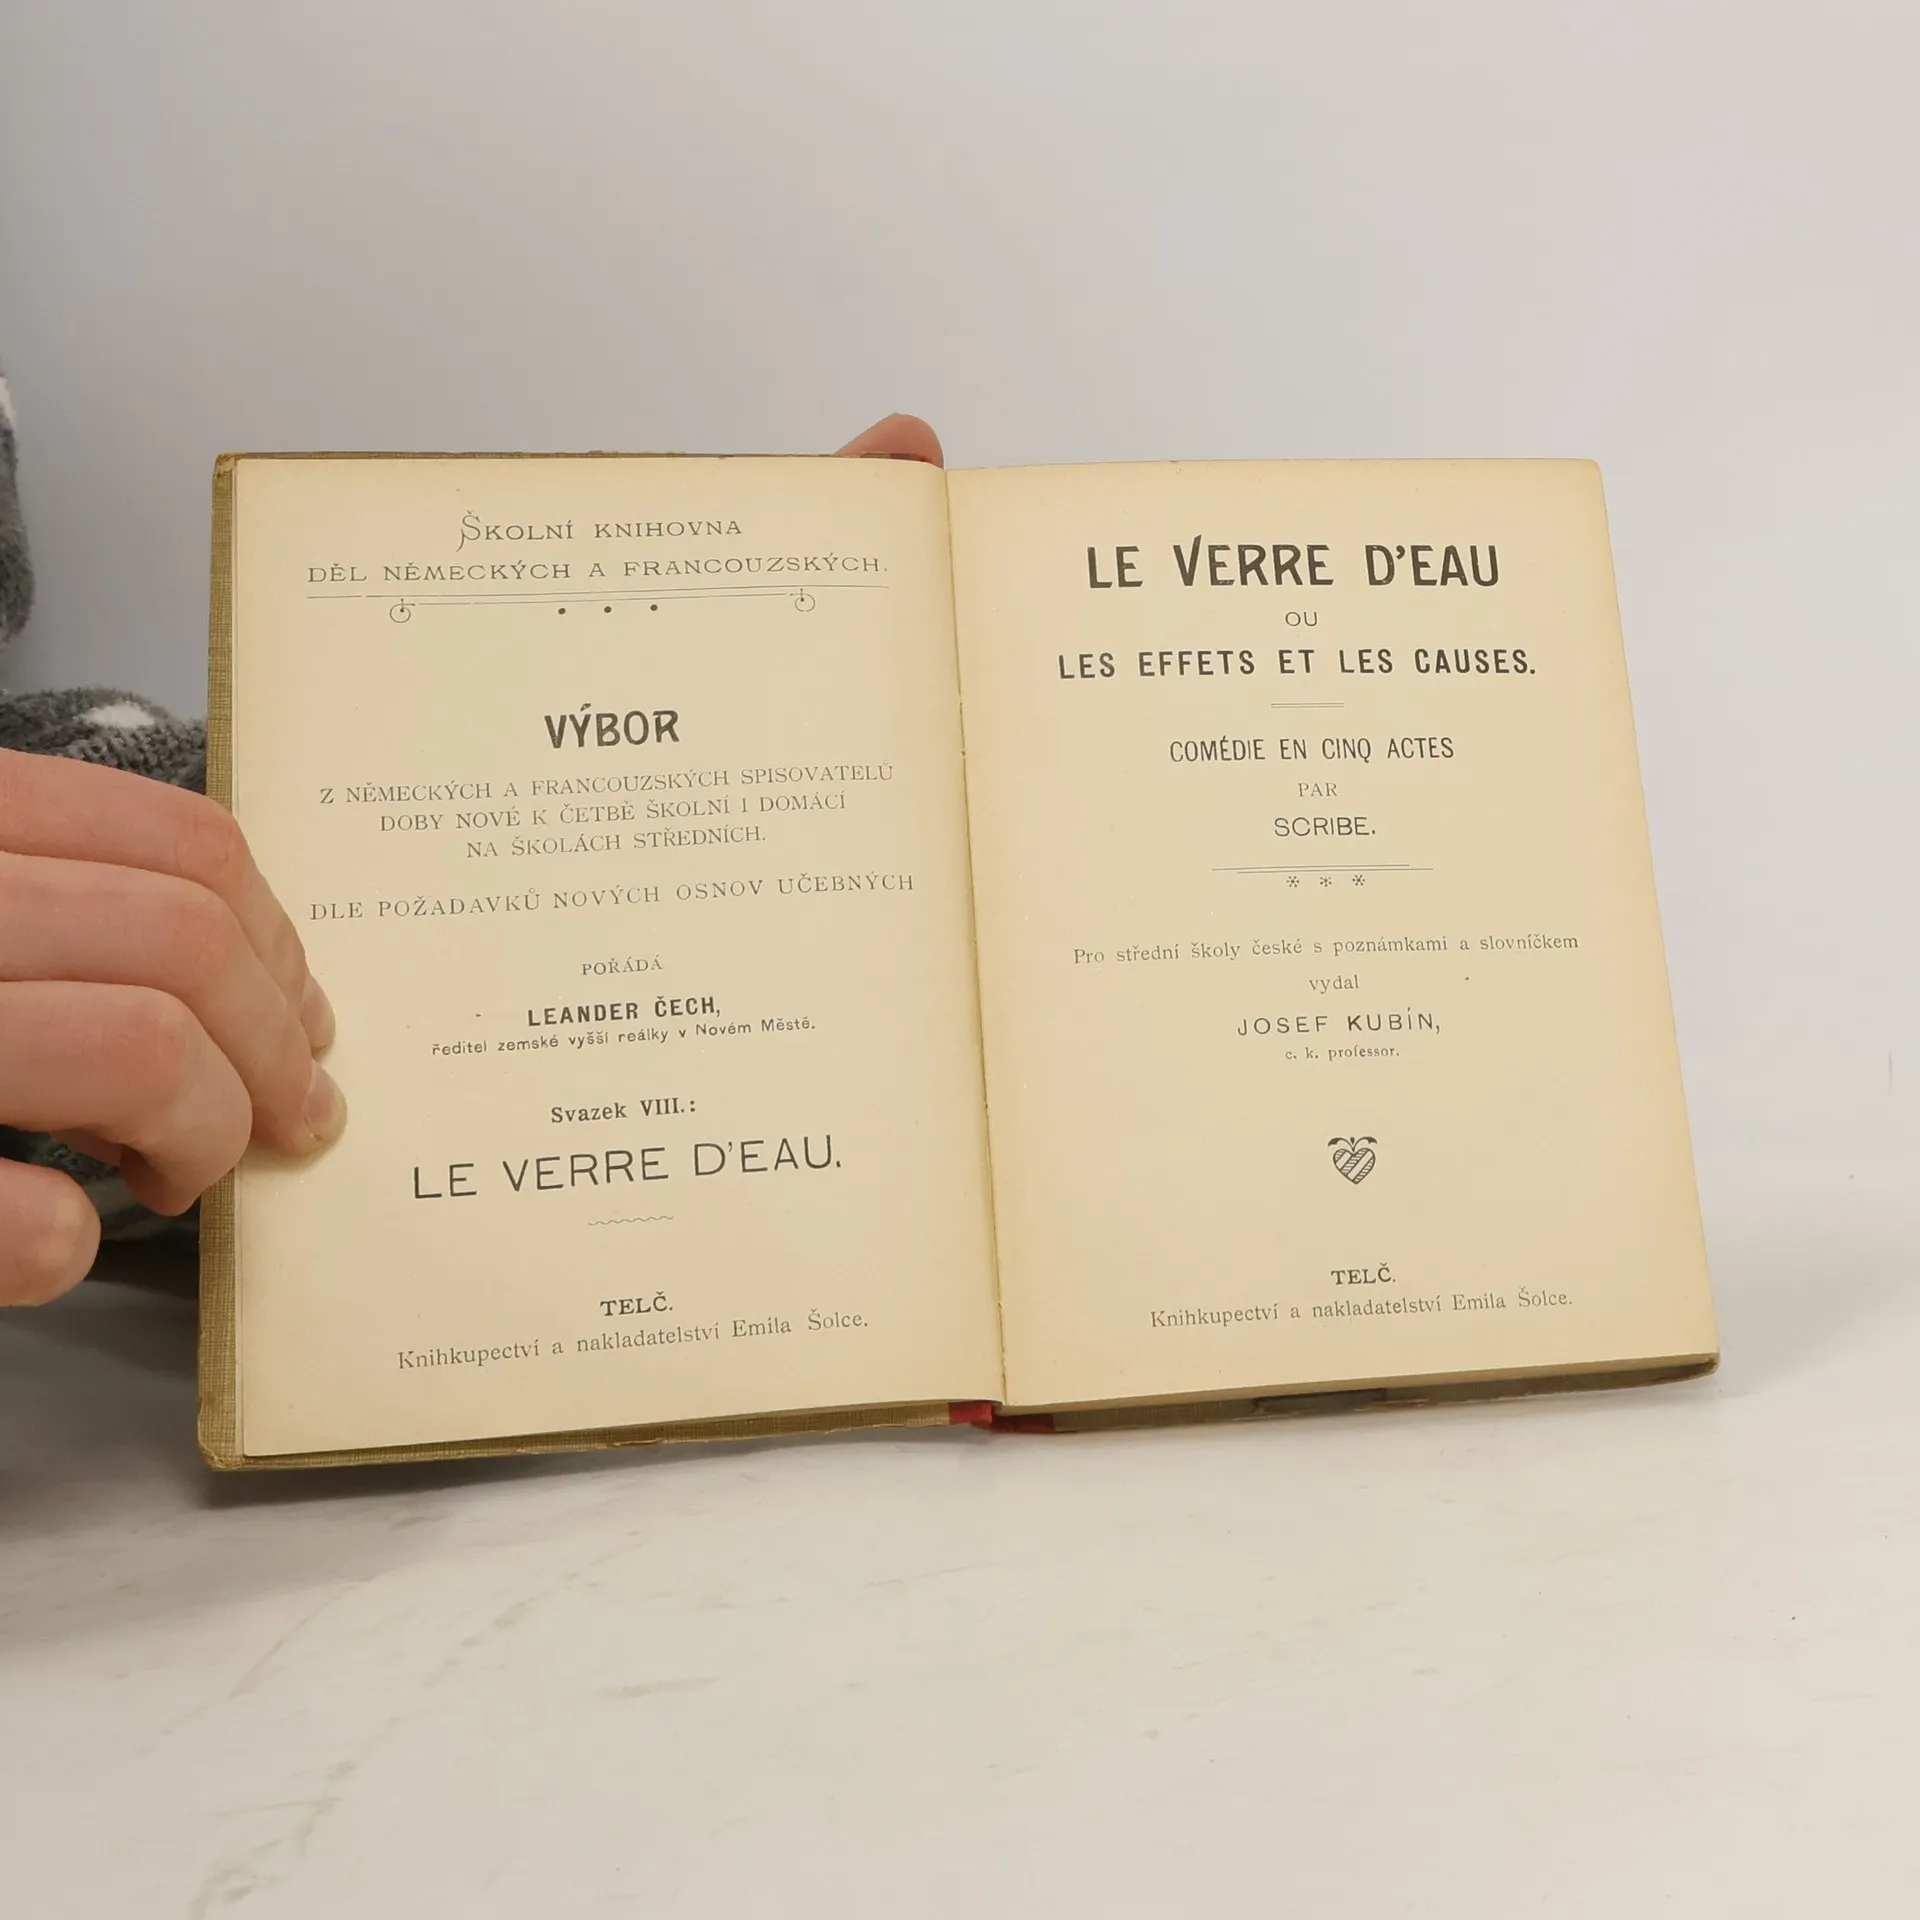 Školní knihovna
děl německých a francouzských.
VÝBOR
Z NĚMECKÝCH A FRANCOUZSKÝCH SPISOVATELŮ
DOBY NOVÉ K ČETBĚ ŠKOLNÍ I DOMÁCÍ
NA ŠKOLÁCH STŘEDNÍCH.
DLE POŽADAVKŮ NOVÝCH OSNOV UČEBNÝCH
POŘÁDÁ
LEANDER ČECH,
ředitel zemské vyšší reálky v Novém Městě.
Svazek VIII.:
LE VERRE D'EAU.
TELČ.
Knihkupectví a nakladatelství Emila Šolce.
LE VERRE D'EAU
OU
LES EFFETS ET LES CAUSES.
COMÉDIE EN CINQ ACTES
PAR
SCRIBE.
Pro střední školy české s poznámkami a slovníčkem
vydal
JOSEF KUBÍN,
c. k. professor.
TELČ.
Knihkupectví a nakladatelství Emila Šolce.